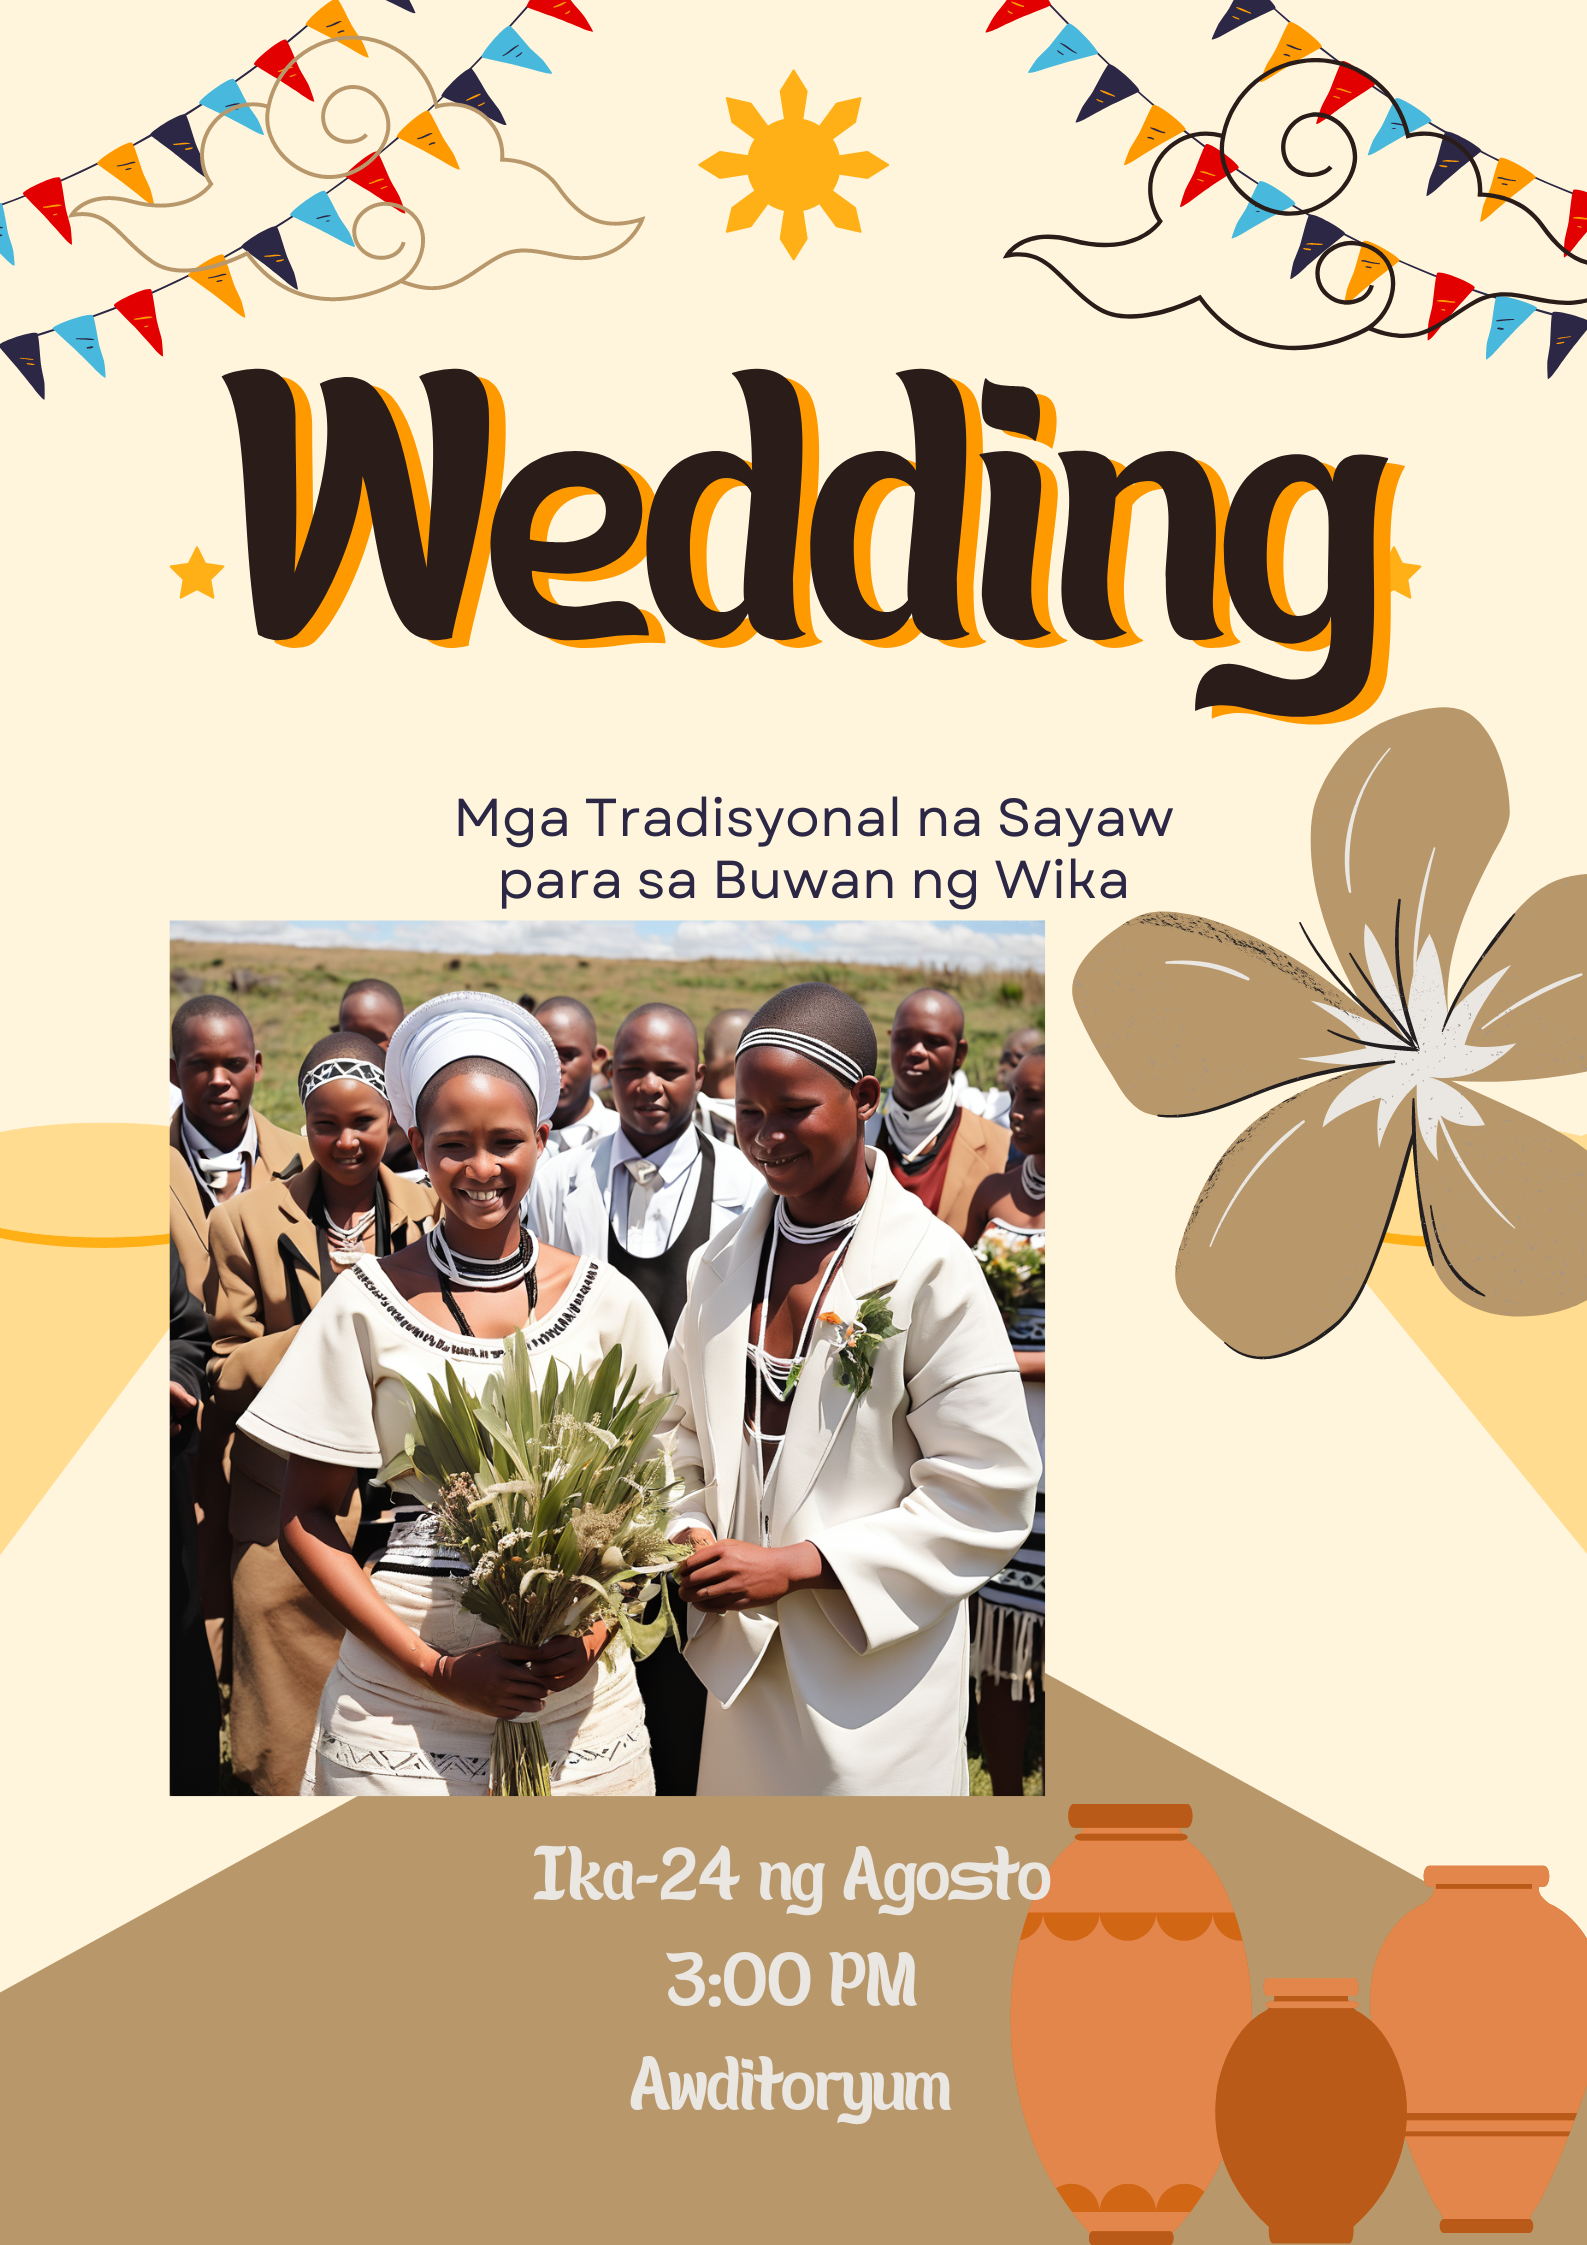 Wedding
Mga Tradisyonal na Sayaw
para sa Buwan ng Wika
Ika-24 ng Agosto
3:00 PM
Awditoryum